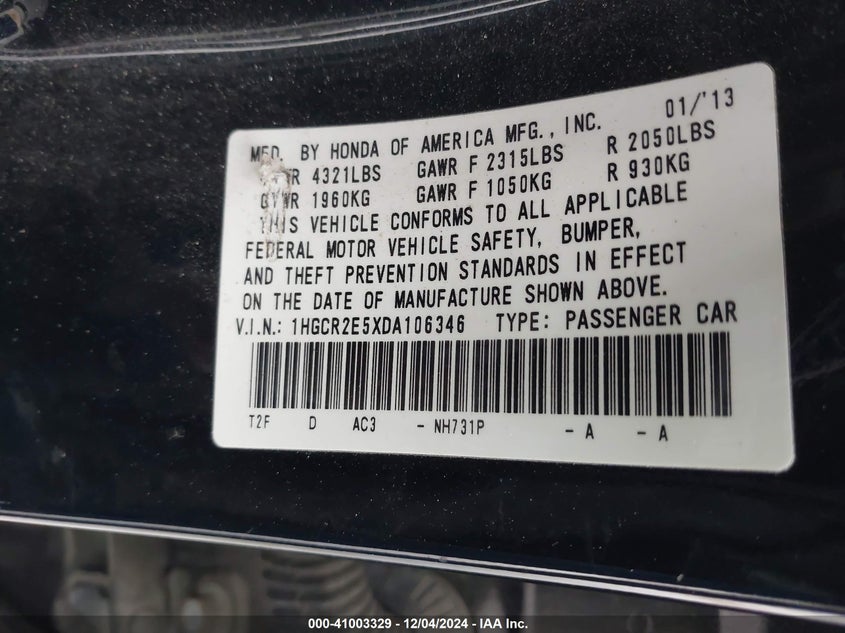 01/'13
MFD. BY HONDA OF AMERICA MFG., INC.
GVWR 4321LBS GAWR F 2315LBS R 2050LBS
GVWR 1960KG GAWR F 1050KG R 930KG
THIS VEHICLE CONFORMS TO ALL APPLICABLE
FEDERAL MOTOR VEHICLE SAFETY, BUMPER,
AND THEFT PREVENTION STANDARDS IN EFFECT
ON THE DATE OF MANUFACTURE SHOWN ABOVE.
V.I.N.: 1HGCR2E5XDA106346 TYPE: PASSENGER CAR
T2F D AC3 - NH731P - A - A
000-41003329 - 12/04/2024 - IAA Inc.